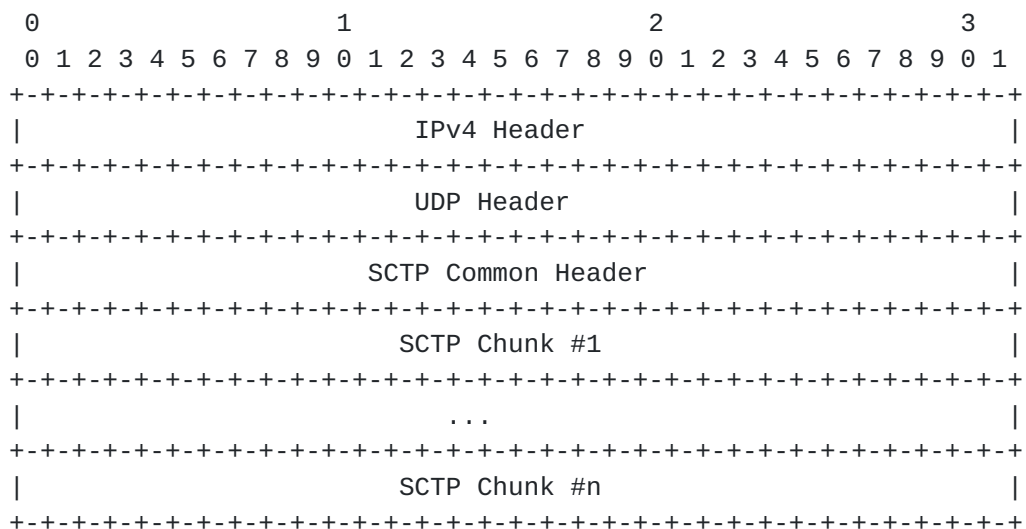 0                   1                   2                   3
 0 1 2 3 4 5 6 7 8 9 0 1 2 3 4 5 6 7 8 9 0 1 2 3 4 5 6 7 8 9 0 1
+-+-+-+-+-+-+-+-+-+-+-+-+-+-+-+-+-+-+-+-+-+-+-+-+-+-+-+-+-+-+-+-+
|                         IPv4 Header                           |
+-+-+-+-+-+-+-+-+-+-+-+-+-+-+-+-+-+-+-+-+-+-+-+-+-+-+-+-+-+-+-+-+
|                         UDP Header                            |
+-+-+-+-+-+-+-+-+-+-+-+-+-+-+-+-+-+-+-+-+-+-+-+-+-+-+-+-+-+-+-+-+
|                      SCTP Common Header                       |
+-+-+-+-+-+-+-+-+-+-+-+-+-+-+-+-+-+-+-+-+-+-+-+-+-+-+-+-+-+-+-+-+
|                        SCTP Chunk #1                          |
+-+-+-+-+-+-+-+-+-+-+-+-+-+-+-+-+-+-+-+-+-+-+-+-+-+-+-+-+-+-+-+-+
|                           ...                                 |
+-+-+-+-+-+-+-+-+-+-+-+-+-+-+-+-+-+-+-+-+-+-+-+-+-+-+-+-+-+-+-+-+
|                        SCTP Chunk #n                          |
+-+-+-+-+-+-+-+-+-+-+-+-+-+-+-+-+-+-+-+-+-+-+-+-+-+-+-+-+-+-+-+-+